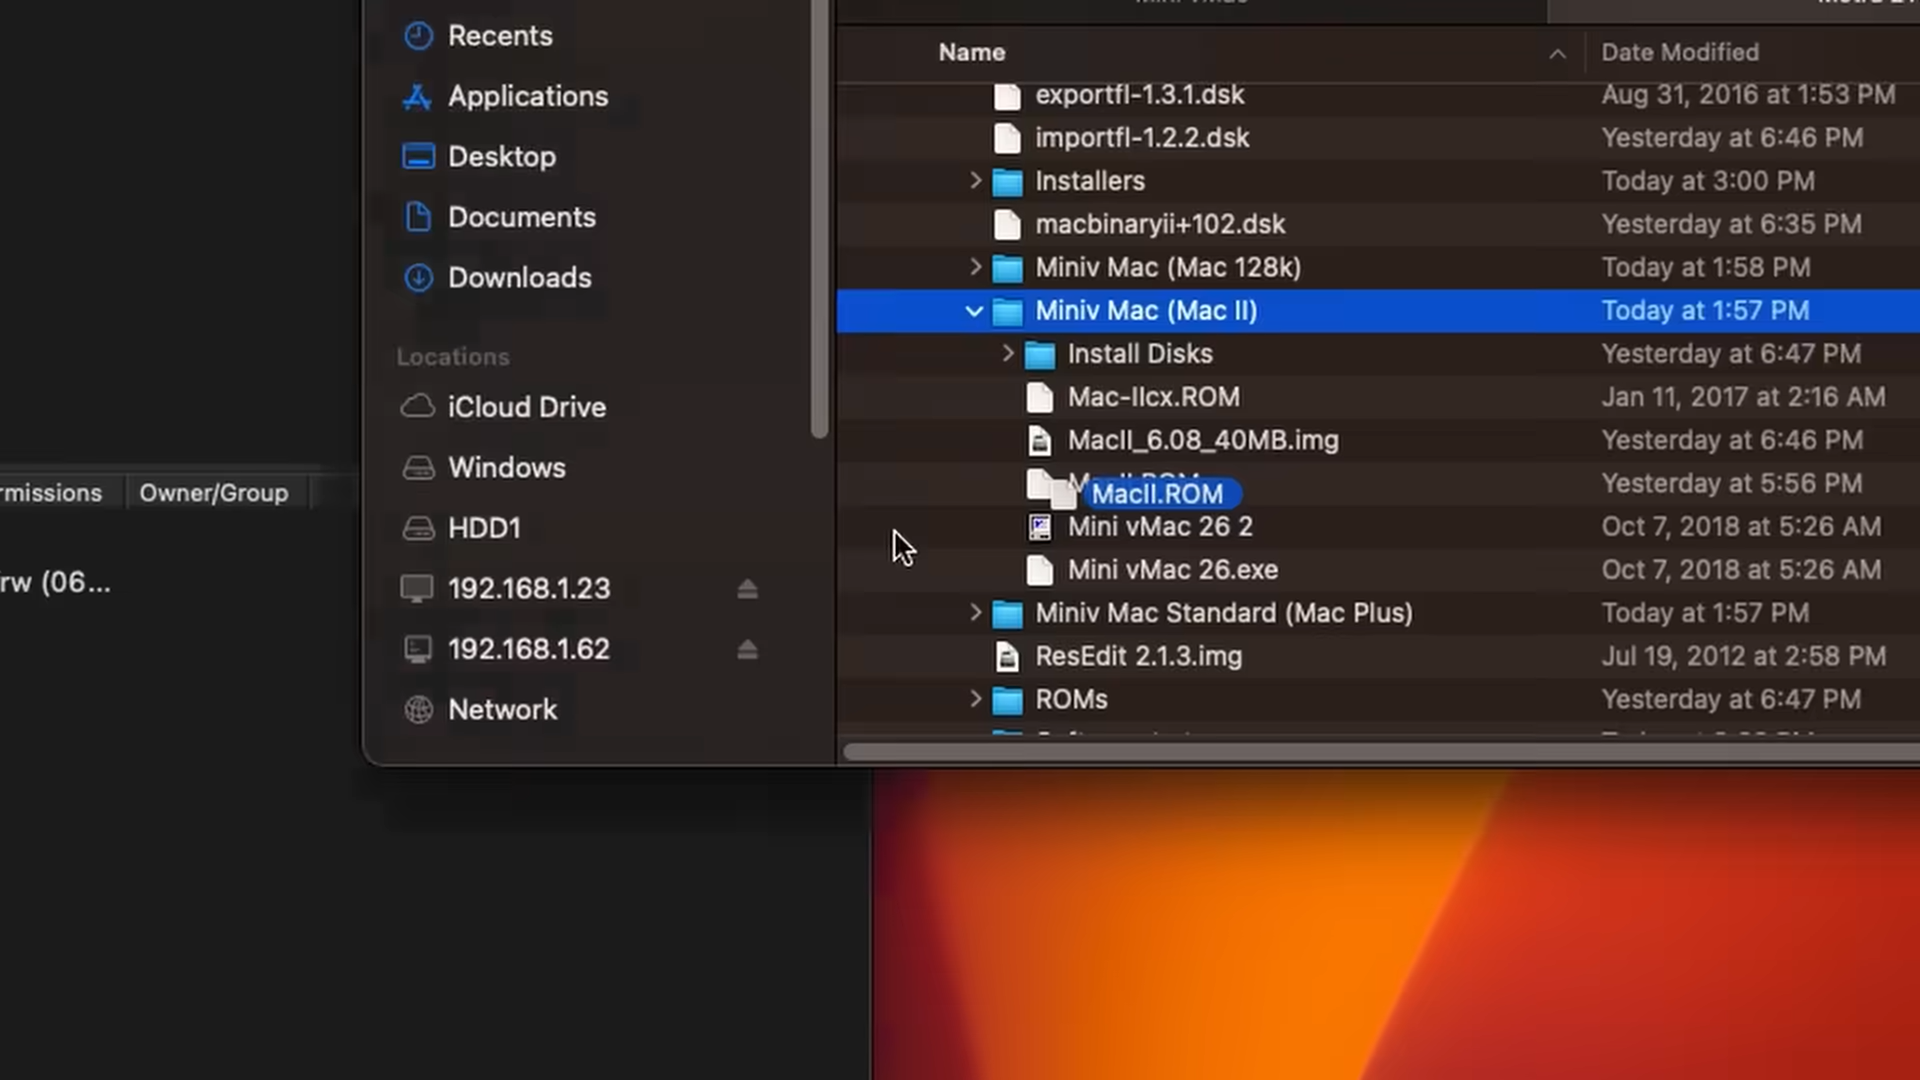 Recents
Applications
Desktop
Documents
Downloads
Locations
iCloud Drive
Windows
HDD1
192.168.1.23
192.168.1.62
Network
rmissions Owner/Group
rw (06...
Name Date Modified
exportfl-1.3.1.dsk Aug 31, 2016 at 1:53 PM
importfl-1.2.2.dsk Yesterday at 6:46 PM
Installers Today at 3:00 PM
macbinaryii+102.dsk Yesterday at 6:35 PM
Miniv Mac (Mac 128k) Today at 1:58 PM
Miniv Mac (Mac II) Today at 1:57 PM
Install Disks Yesterday at 6:47 PM
Mac-IIcx.ROM Jan 11, 2017 at 2:16 AM
MacII_6.08_40MB.img Yesterday at 6:46 PM
MacII.ROM Yesterday at 5:56 PM
Mini vMac 26 2 Oct 7, 2018 at 5:26 AM
Mini vMac 26.exe Oct 7, 2018 at 5:26 AM
Miniv Mac Standard (Mac Plus) Today at 1:57 PM
ResEdit 2.1.3.img Jul 19, 2012 at 2:58 PM
ROMs Yesterday at 6:47 PM